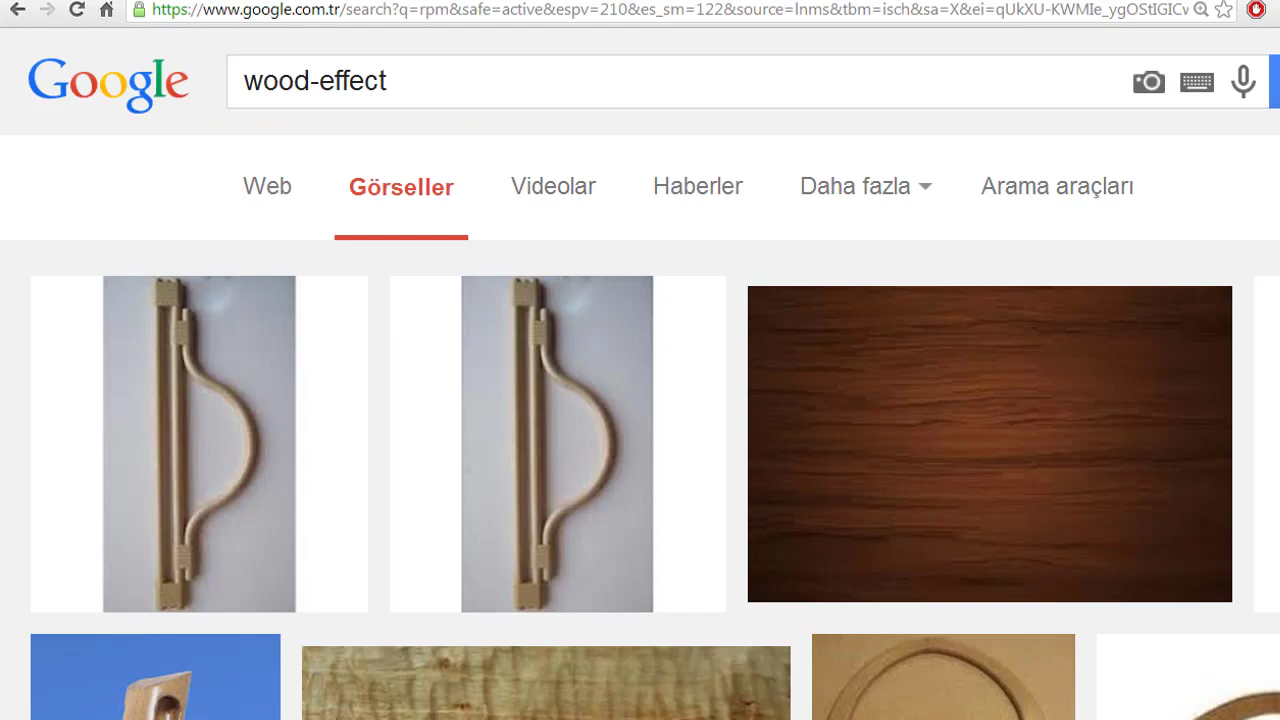 https://www.google.com.tr/search?q=rpm&safe=active&espv=210&es_sm=122&source=lnms&tbm=isch&sa=X&ei=qUkXU-KWMIe_ygOStIGICv
Google
wood-effect
Web Görseller Videolar Haberler Daha fazla Arama araçları